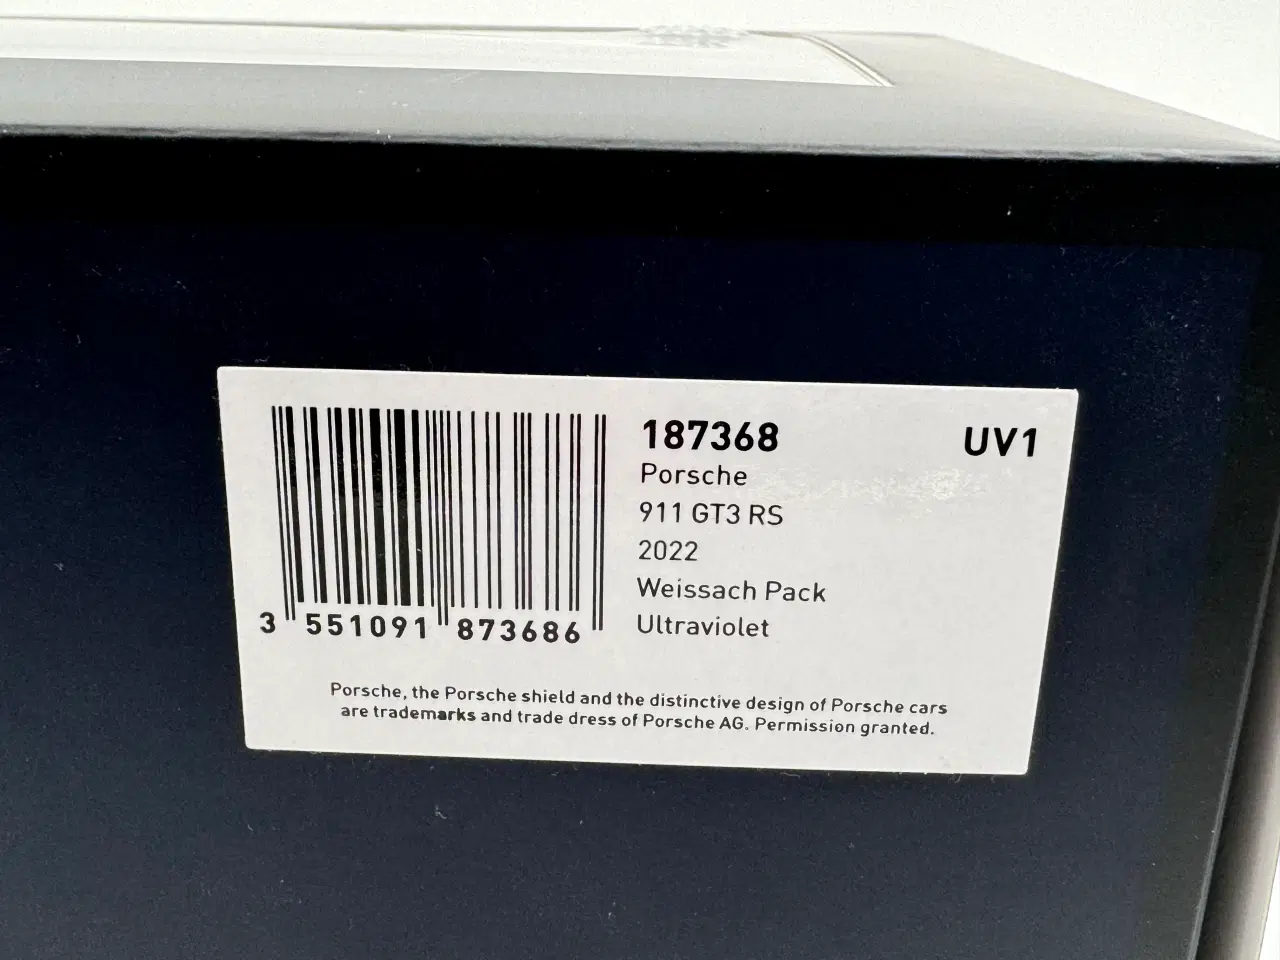 187368 UV1
Porsche
911 GT3 RS
2022
Weissach Pack
Ultraviolet
3 551091 873686
Porsche, the Porsche shield and the distinctive design of Porsche cars
are trademarks and trade dress of Porsche AG. Permission granted.